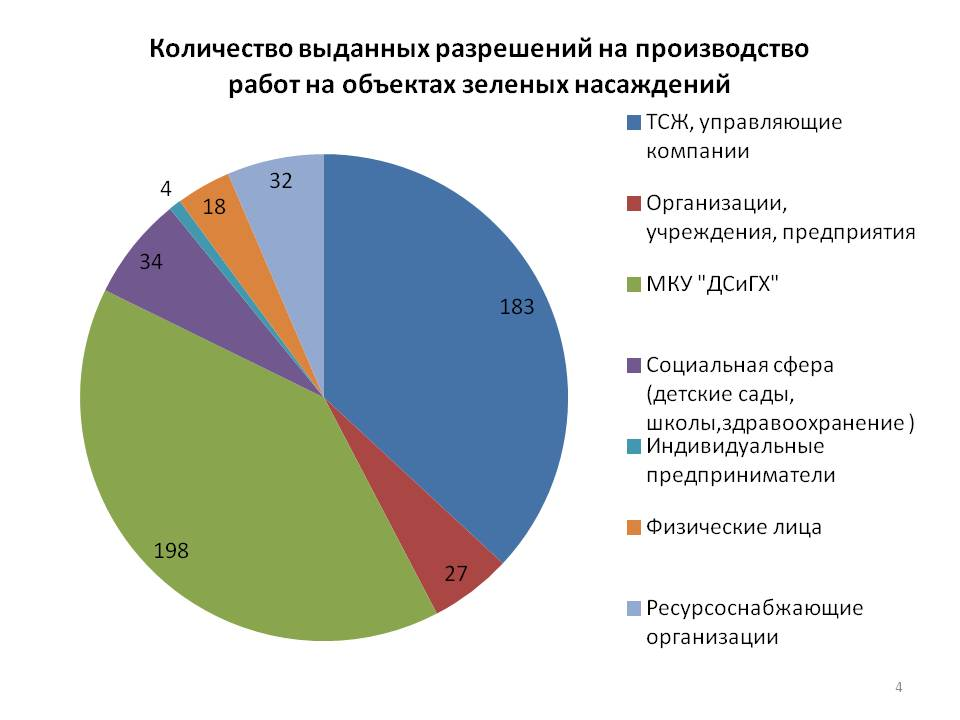 Количество выданных разрешений на производство
работ на объектах зеленых насаждений
183
27
198
34
4
18
32
ТСЖ, управляющие
компании
Организации,
учреждения, предприятия
МКУ "ДСиГХ"
Социальная сфера
(детские сады,
школы,здравоохранение )
Индивидуальные
предприниматели
Физические лица
Ресурсоснабжающие
организации
4